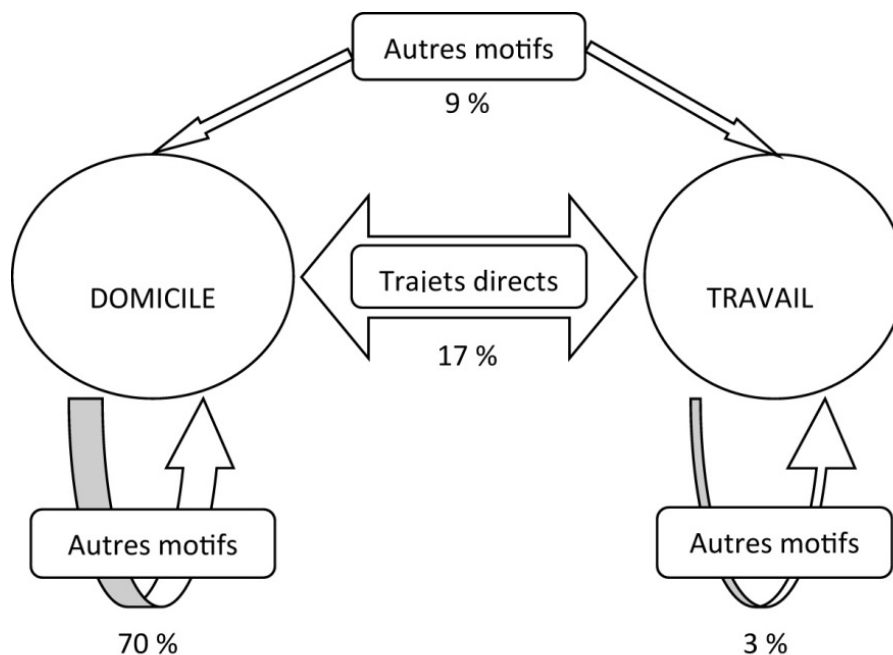 Autres motifs
9 %
DOMICILE
Trajets directs
TRAVAIL
17 %
Autres motifs
Autres motifs
70 %
3 %